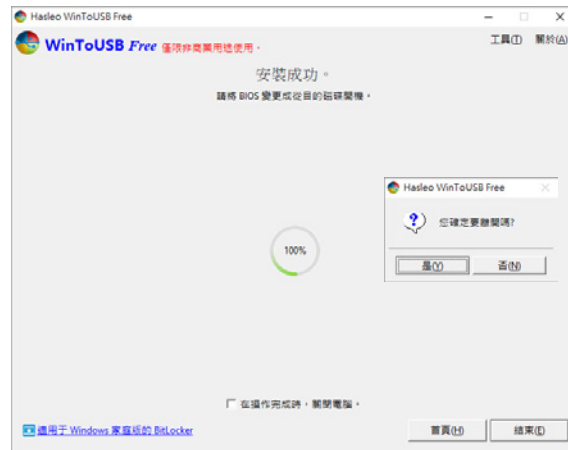 Hasleo WinToUSB Free
WinToUSB Free 僅限非商業用途使用。
工具(T) 關於(A)
安裝成功。
請將 BIOS 變更成從目的磁碟開機。
Hasleo WinToUSB Free
您確定要離開嗎?
是(Y) 否(N)
100%
在操作完成時，關閉電腦。
適用于 Windows 家庭版的 BitLocker
首頁(H) 結束(E)